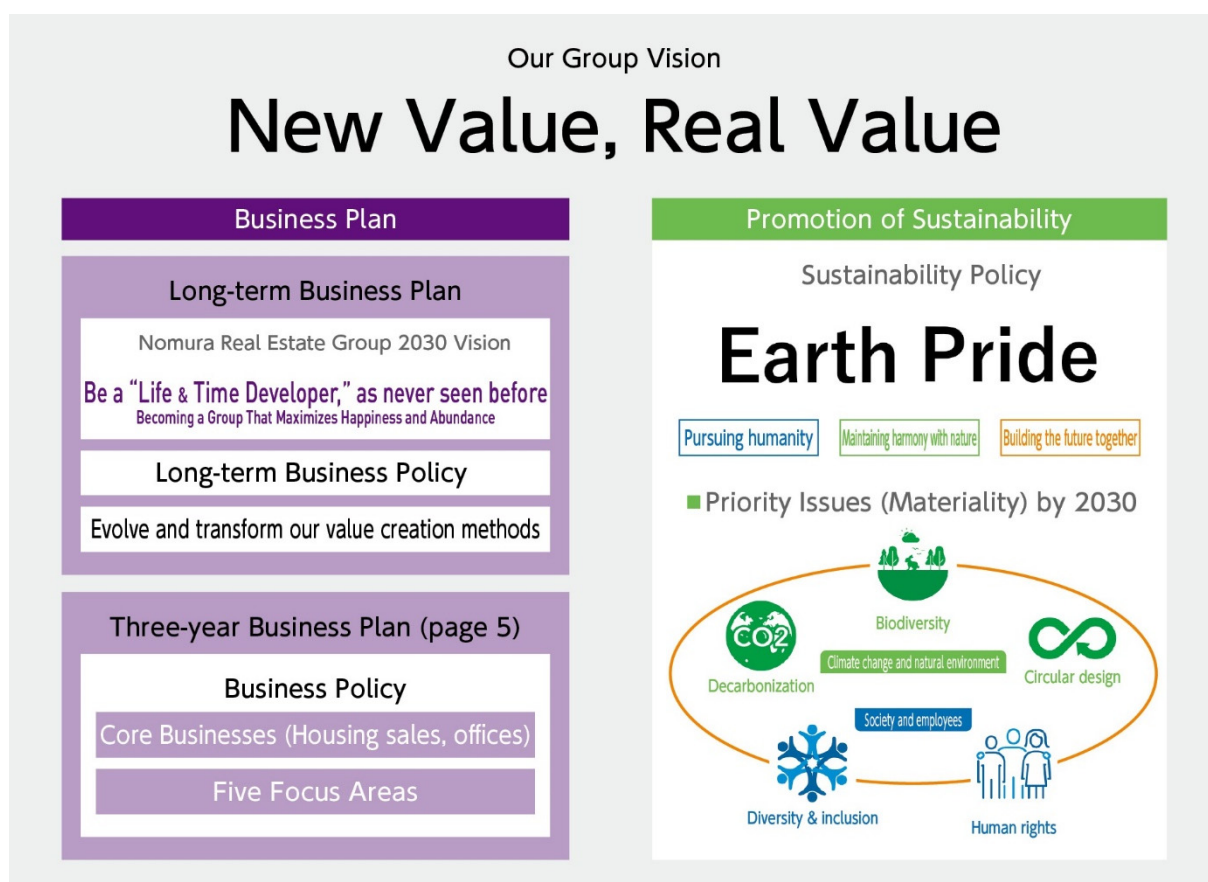 Our Group Vision
New Value, Real Value
Business Plan
Long-term Business Plan
Nomura Real Estate Group 2030 Vision
Be a “Life & Time Developer,” as never seen before
Becoming a Group That Maximizes Happiness and Abundance
Long-term Business Policy
Evolve and transform our value creation methods
Three-year Business Plan (page 5)
Business Policy
Core Businesses (Housing sales, offices)
Five Focus Areas
Promotion of Sustainability
Sustainability Policy
Earth Pride
Pursuing humanity
Maintaining harmony with nature
Building the future together
Priority Issues (Materiality) by 2030
Biodiversity
CO2
Decarbonization
Climate change and natural environment
Circular design
Society and employees
Diversity & inclusion
Human rights